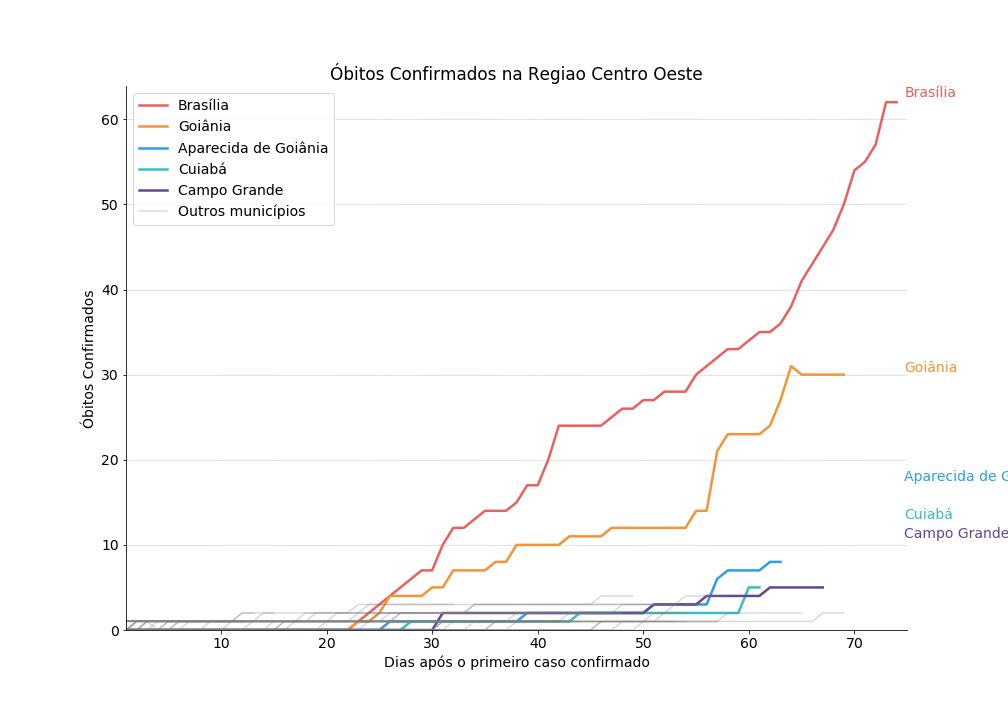 Óbitos Confirmados na Regiao Centro Oeste
Brasília
Goiânia
Aparecida de Goiânia
Cuiabá
Campo Grande
Outros municípios
Brasília
Goiânia
Aparecida de G
Cuiabá
Campo Grande
Óbitos Confirmados
60
50
40
30
20
10
0
10 20 30 40 50 60 70
Dias após o primeiro caso confirmado